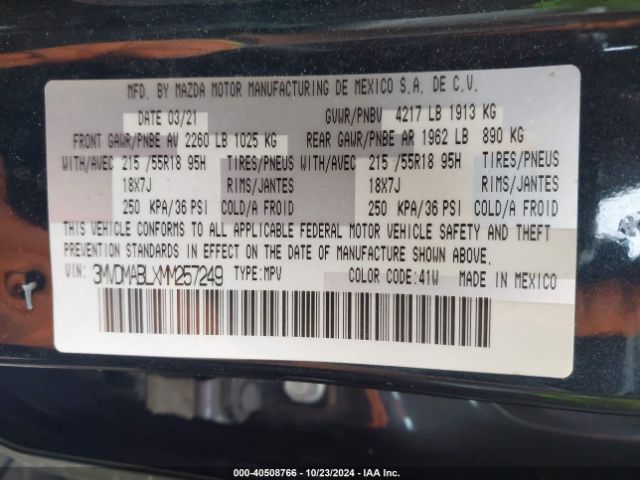 MFD. BY MAZDA MOTOR MANUFACTURING DE MEXICO S.A. DE C.V.
DATE 03/21 GVWR/PNBV 4217 LB 1913 KG
FRONT GAWR/PNBE AV 2260 LB 1025 KG REAR GAWR/PNBE AR 1962 LB 890 KG
WITH/AVEC 215 /55R18 95H TIRES/PNEUS WITH/AVEC 215 /55R18 95H TIRES/PNEUS
18X7J RIMS/JANTES 18X7J RIMS/JANTES
250 KPA/36 PSI COLD/A FROID 250 KPA/36 PSI COLD/A FROID
THIS VEHICLE CONFORMS TO ALL APPLICABLE FEDERAL MOTOR VEHICLE SAFETY AND THEFT
PREVENTION STANDARDS IN EFFECT ON THE DATE OF MANUFACTURE SHOWN ABOVE.
VIN: 3MVDMABLXMM257249 TYPE:MPV COLOR CODE:41W MADE IN MEXICO
000-40508766 - 10/23/2024 - IAA Inc.